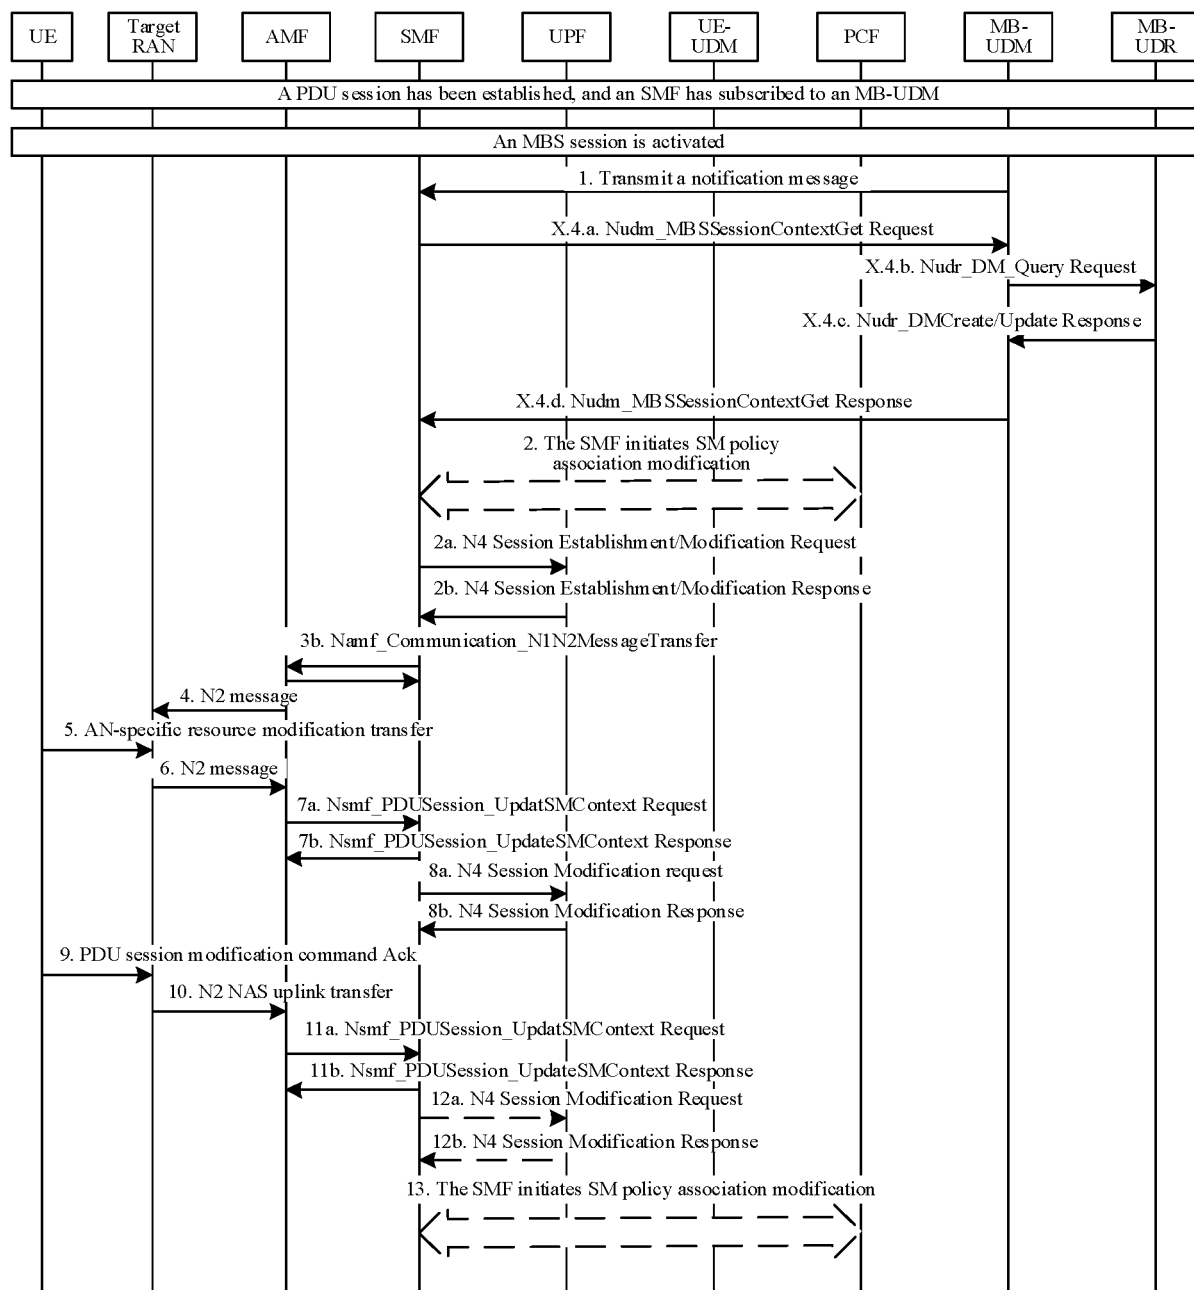 UE
Target
RAN
AMF
SMF
UPF
UE-
UDM
PCF
MB-
UDM
MB-
UDR
A PDU session has been established, and an SMF has subscribed to an MB-UDM
An MBS session is activated
1. Transmit a notification message
X.4.a. Nudm_MBSSessionContextGet Request
X.4.b. Nudr_DM_Query Request
X.4.c. Nudr_DMCreate/Update Response
X.4.d. Nudm_MBSSessionContextGet Response
2. The SMF initiates SM policy
association modification
2a. N4 Session Establishment/Modification Request
2b. N4 Session Establishment/Modification Response
3b. Namf_Communication_N1N2MessageTransfer
4. N2 message
5. AN-specific resource modification transfer
6. N2 message
7a. Nsmf_PDUSession_UpdatSMContext Request
7b. Nsmf_PDUSession_UpdateSMContext Response
8a. N4 Session Modification request
8b. N4 Session Modification Response
9. PDU session modification command Ack
10. N2 NAS uplink transfer
11a. Nsmf_PDUSession_UpdatSMContext Request
11b. Nsmf_PDUSession_UpdateSMContext Response
12a. N4 Session Modification Request
12b. N4 Session Modification Response
13. The SMF initiates SM policy association modification